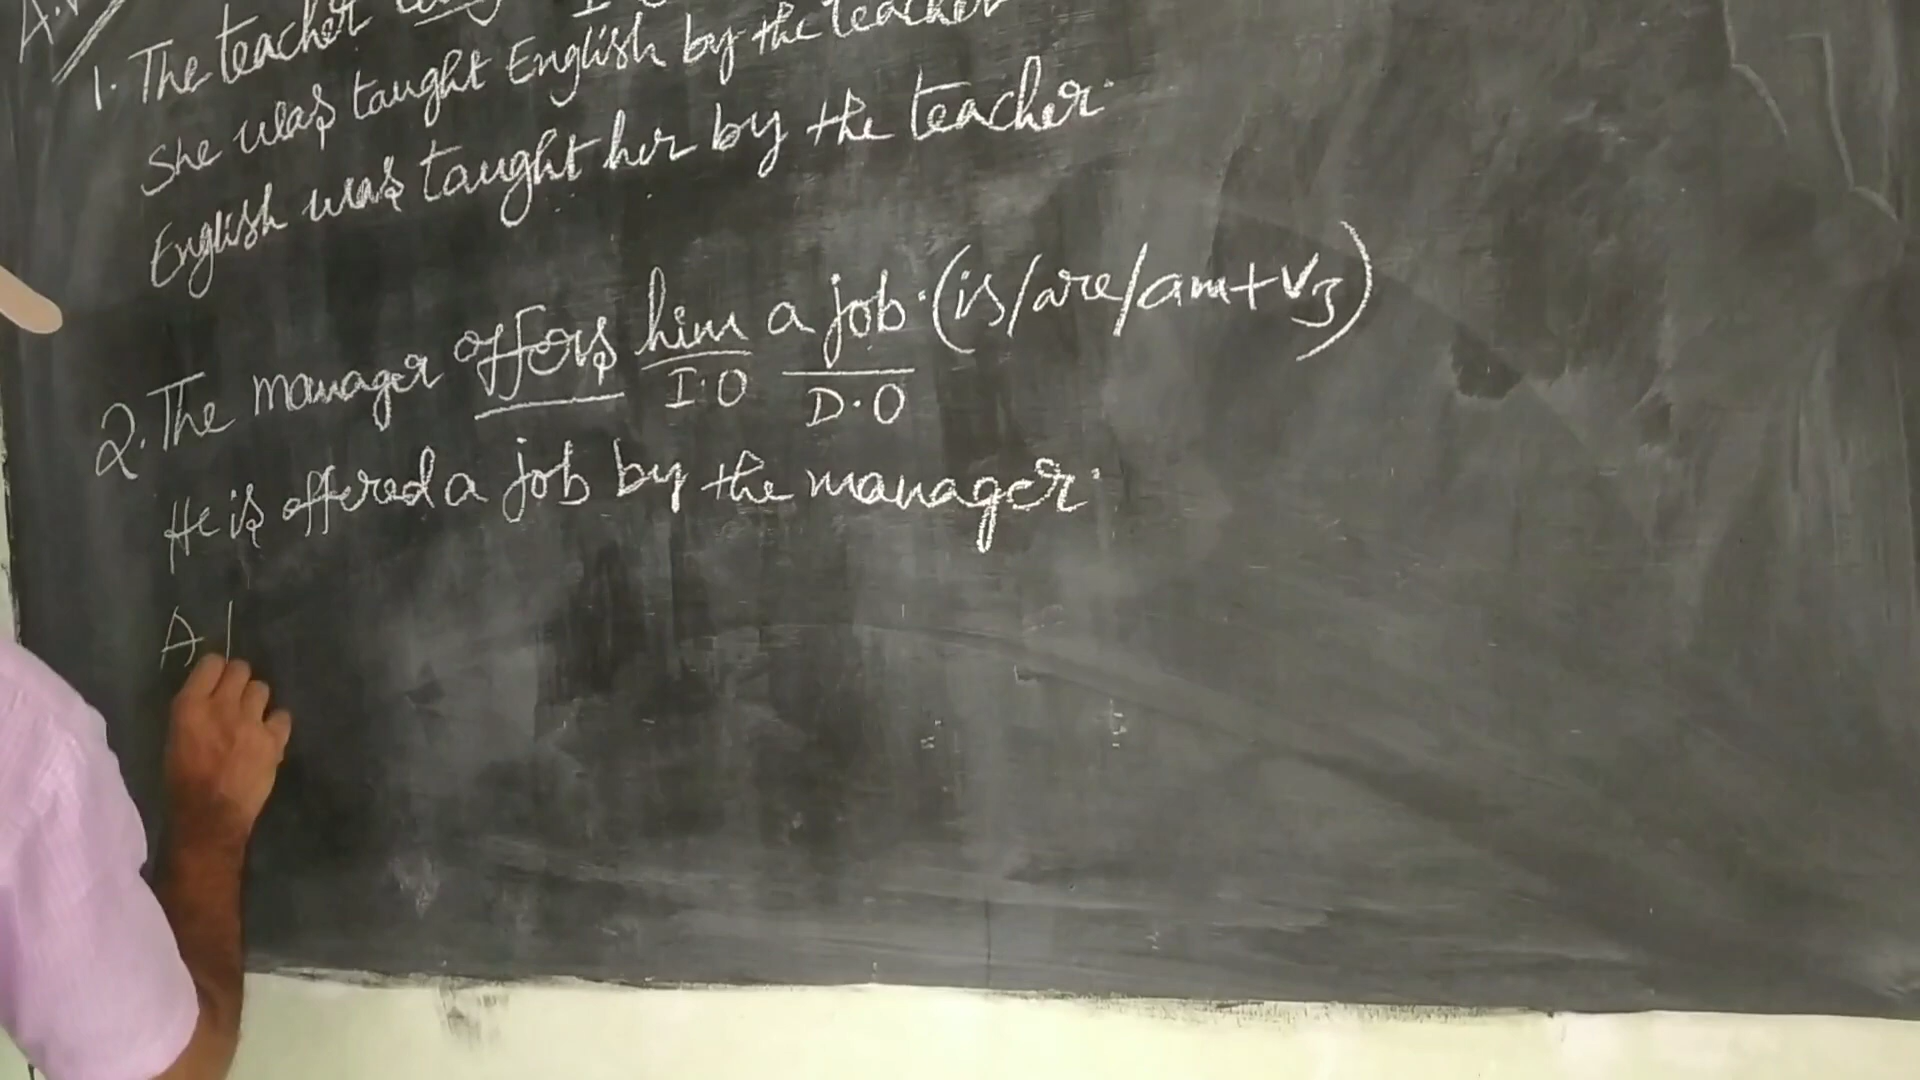 A.V
1. The teacher
She was taught English by the teacher
English was taught her by the teacher.
2. The manager offers him a job. (is/are/am+V3)
I.O D.O
He is offered a job by the manager.
A